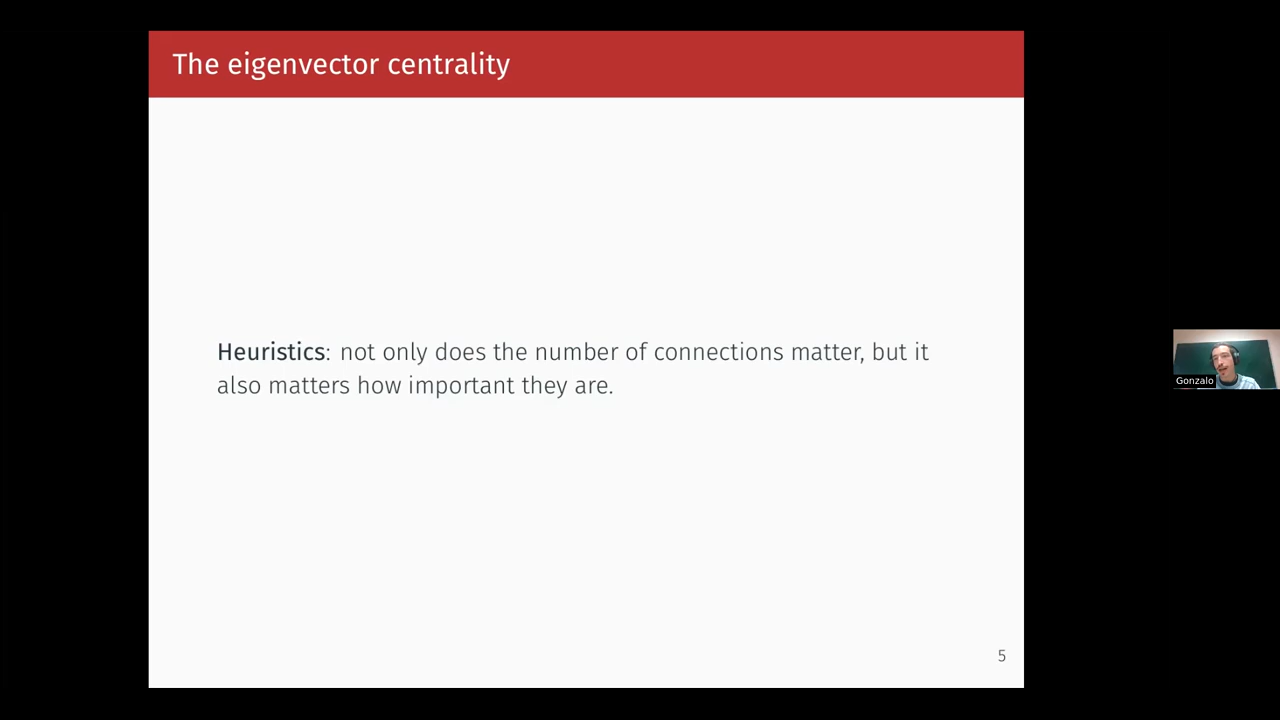 The eigenvector centrality
Heuristics: not only does the number of connections matter, but it
also matters how important they are.
Gonzalo
5